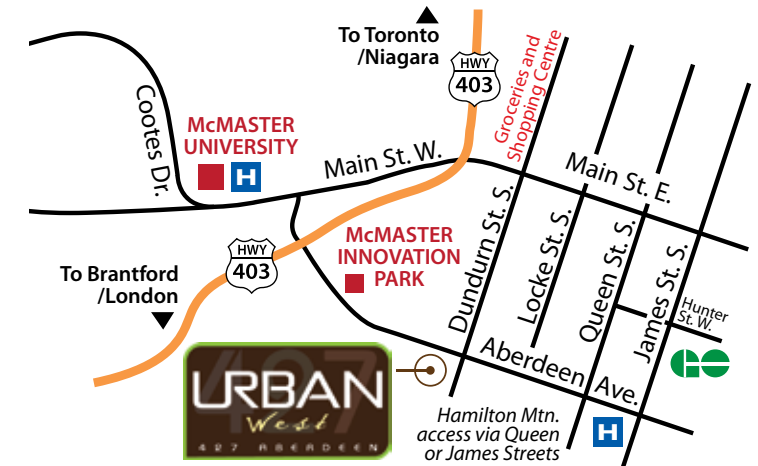 To Toronto
/Niagara
HWY
403
Groceries and
Shopping Centre
Cootes Dr.
McMASTER
UNIVERSITY
H
Main St. W.
Main St. E.
Dundurn St. S.
Locke St. S.
Queen St. S.
James St. S.
Hunter
St. W.
GO
McMASTER
INNOVATION
PARK
HWY
403
To Brantford
/London
427
URBAN
West
427 ABERDEEN
Aberdeen Ave.
Hamilton Mtn.
access via Queen
or James Streets
H